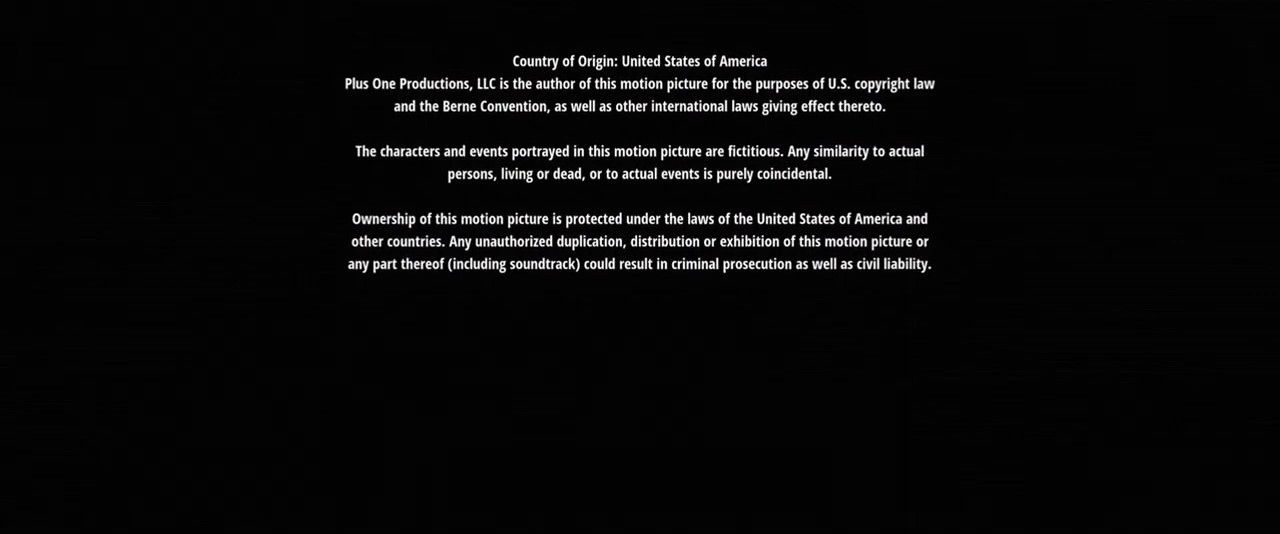 Country of Origin: United States of America
Plus One Productions, LLC is the author of this motion picture for the purposes of U.S. copyright law
and the Berne Convention, as well as other international laws giving effect thereto.
The characters and events portrayed in this motion picture are fictitious. Any similarity to actual
persons, living or dead, or to actual events is purely coincidental.
Ownership of this motion picture is protected under the laws of the United States of America and
other countries. Any unauthorized duplication, distribution or exhibition of this motion picture or
any part thereof (including soundtrack) could result in criminal prosecution as well as civil liability.